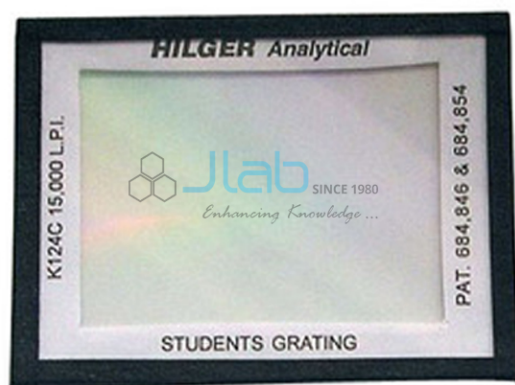 HILGER Analytical
K124C 15,000 L.P.I.
Jlab SINCE 1980
Enhancing Knowledge ...
PAT. 684,846 & 684,854
STUDENTS GRATING